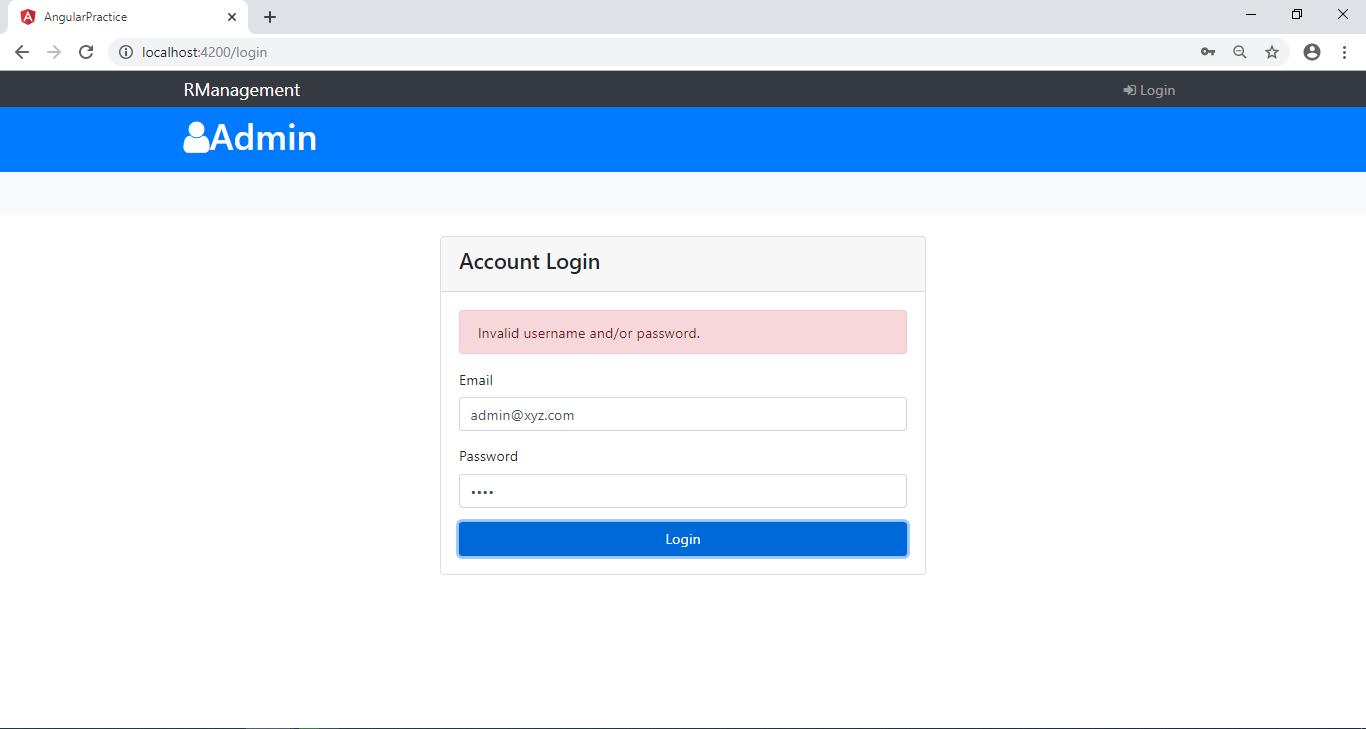 AngularPractice
localhost:4200/login
RManagement
Login
Admin
Account Login
Invalid username and/or password.
Email
admin@xyz.com
Password
••••
Login